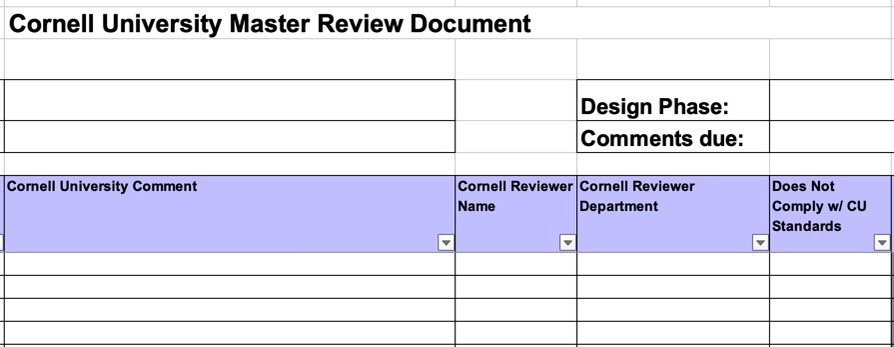 Cornell University Master Review Document
Design Phase:
Comments due:
Cornell University Comment
Cornell Reviewer
Name
Cornell Reviewer
Department
Does Not
Comply w/ CU
Standards